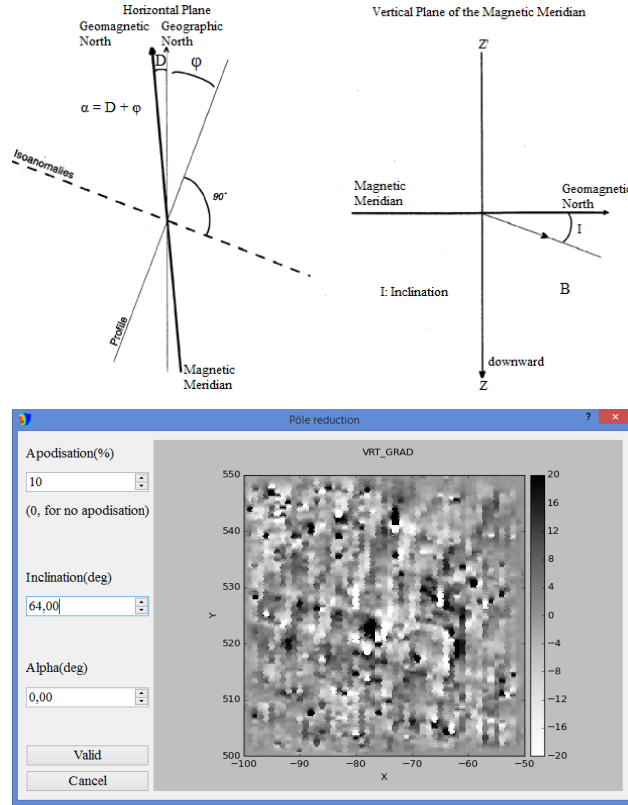 Horizontal Plane
Geomagnetic North
Geographic North
D
φ
α = D + φ
Isoanomalies
90°
Profile
Magnetic Meridian
Vertical Plane of the Magnetic Meridian
Z'
Magnetic Meridian
Geomagnetic North
I
I: Inclination
B
downward
Z
Pôle reduction
?
×
Apodisation(%)
10
(0, for no apodisation)
Inclination(deg)
64,00
Alpha(deg)
0,00
Valid
Cancel
VRT_GRAD
550
540
530
520
510
500
Y
−100
−90
−80
−70
−60
−50
X
20
16
12
8
4
0
−4
−8
−12
−16
−20